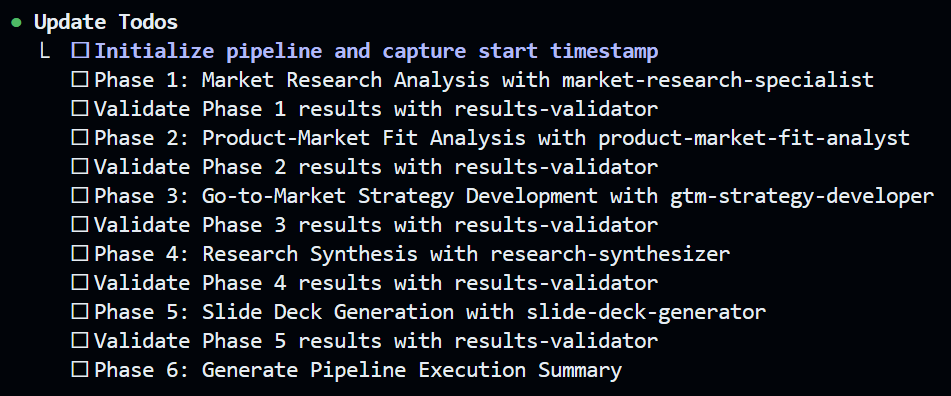 ● Update Todos
└ ☐ Initialize pipeline and capture start timestamp
☐ Phase 1: Market Research Analysis with market-research-specialist
☐ Validate Phase 1 results with results-validator
☐ Phase 2: Product-Market Fit Analysis with product-market-fit-analyst
☐ Validate Phase 2 results with results-validator
☐ Phase 3: Go-to-Market Strategy Development with gtm-strategy-developer
☐ Validate Phase 3 results with results-validator
☐ Phase 4: Research Synthesis with research-synthesizer
☐ Validate Phase 4 results with results-validator
☐ Phase 5: Slide Deck Generation with slide-deck-generator
☐ Validate Phase 5 results with results-validator
☐ Phase 6: Generate Pipeline Execution Summary